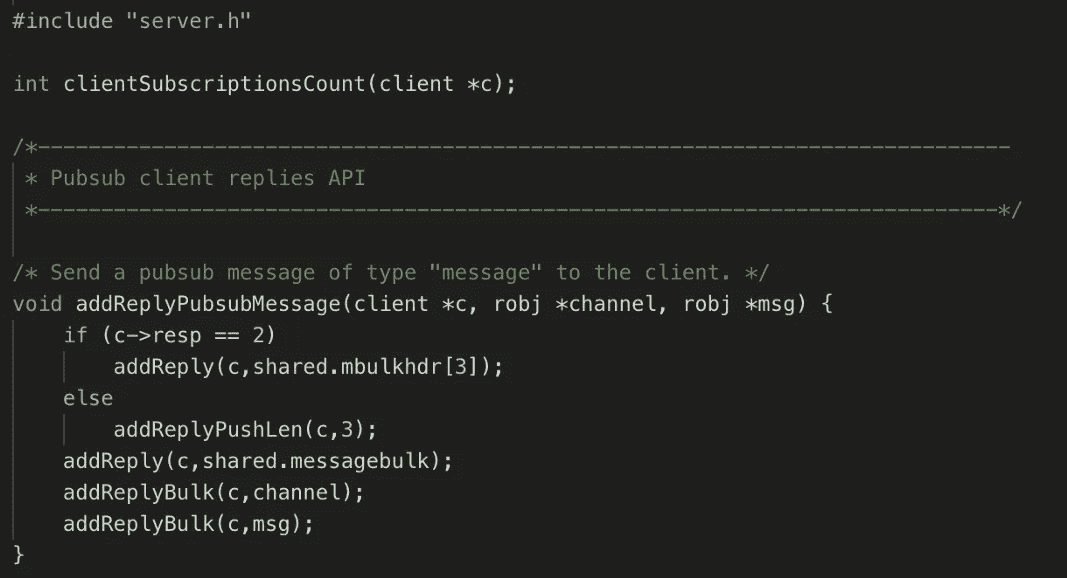 #include "server.h"
int clientSubscriptionsCount(client *c);
/*-----------------------------------------------------------------------------
* Pubsub client replies API
*----------------------------------------------------------------------------*/
/* Send a pubsub message of type "message" to the client. */
void addReplyPubsubMessage(client *c, robj *channel, robj *msg) {
if (c->resp == 2)
addReply(c,shared.mbulkhdr[3]);
else
addReplyPushLen(c,3);
addReply(c,shared.messagebulk);
addReplyBulk(c,channel);
addReplyBulk(c,msg);
}